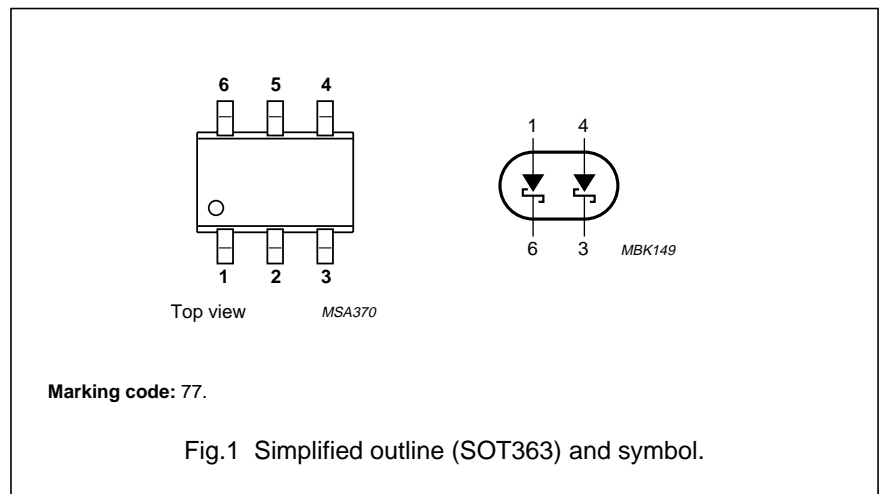 6 5 4
1 4
6 3 MBK149
1 2 3
Top view MSA370
Marking code: 77.
Fig.1 Simplified outline (SOT363) and symbol.